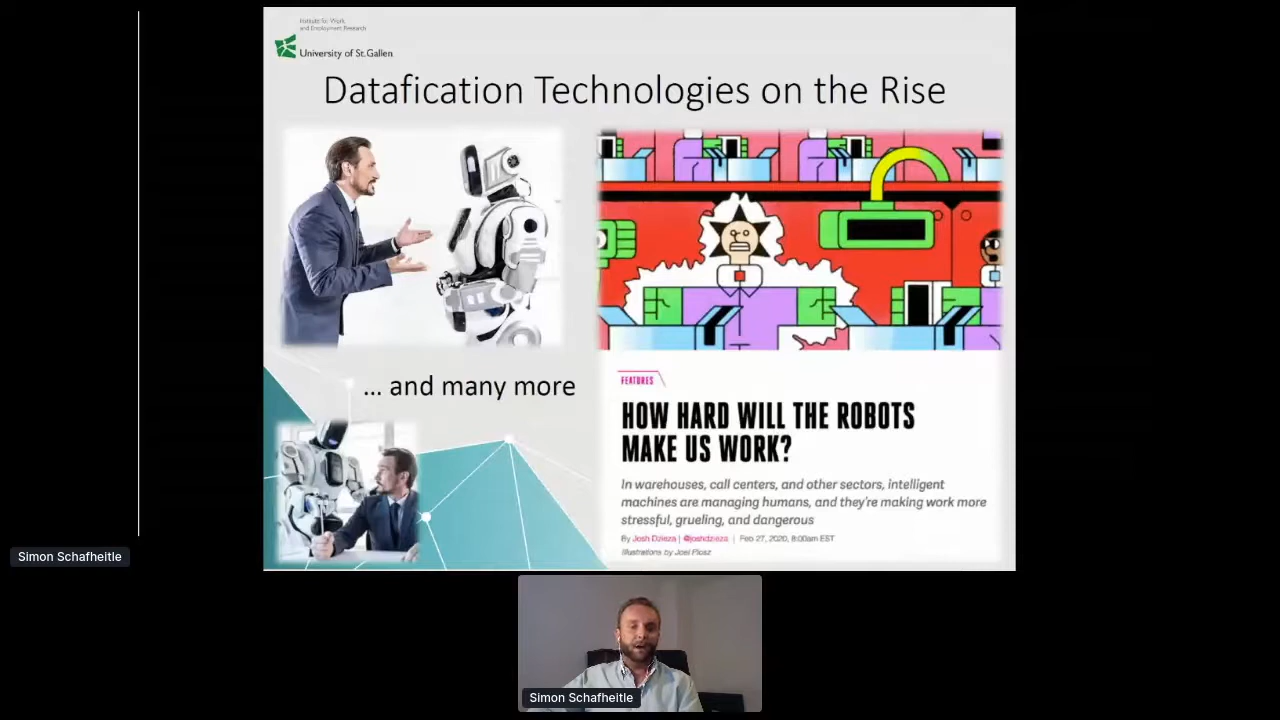 Institute for Work
and Employment Research
University of St.Gallen
Datafication Technologies on the Rise
... and many more
FEATURES
HOW HARD WILL THE ROBOTS
MAKE US WORK?
In warehouses, call centers, and other sectors, intelligent
machines are managing humans, and they're making work more
stressful, grueling, and dangerous
By Josh Dzieza | @joshdzieza | Feb 27, 2020, 8:00am EST
Illustrations by Joel Plosz
Simon Schafheitle
Simon Schafheitle